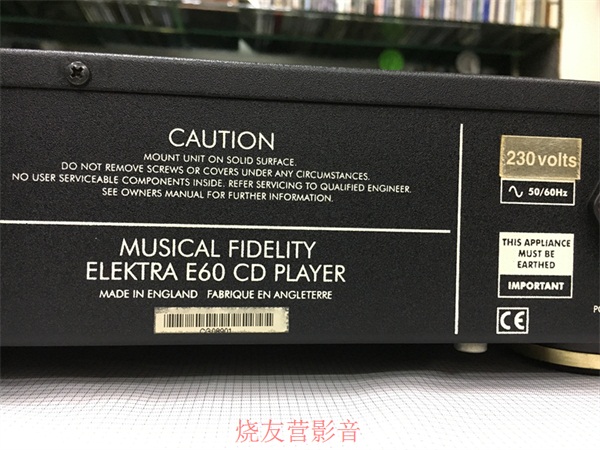 CAUTION
MOUNT UNIT ON SOLID SURFACE.
DO NOT REMOVE SCREWS OR COVERS UNDER ANY CIRCUMSTANCES.
NO USER SERVICEABLE COMPONENTS INSIDE. REFER SERVICING TO QUALIFIED ENGINEER.
SEE OWNERS MANUAL FOR FURTHER INFORMATION.
MUSICAL FIDELITY
ELEKTRA E60 CD PLAYER
MADE IN ENGLAND FABRIQUE EN ANGLETERRE
CG08901
230 volts
50/60Hz
THIS APPLIANCE
MUST BE
EARTHED
IMPORTANT
CE
烧友营影音